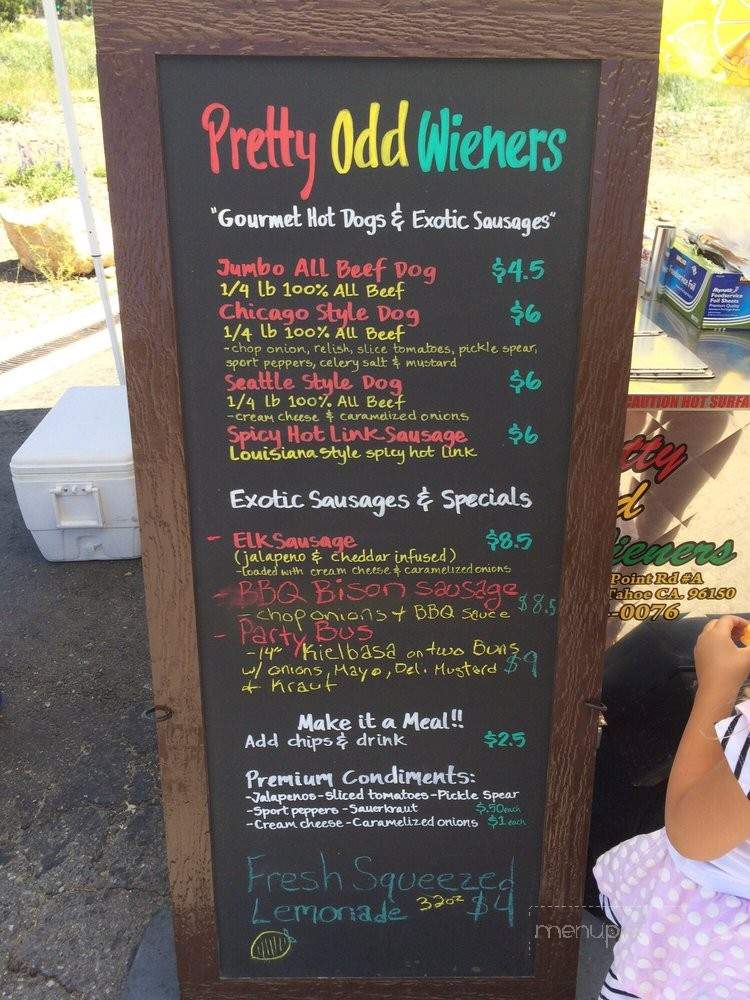 Pretty Odd Wieners
"Gourmet Hot Dogs & Exotic Sausages"
Jumbo All Beef Dog $4.5
1/4 lb 100% All Beef
Chicago Style Dog $6
1/4 lb 100% All Beef
-chop onion, relish, slice tomatoes, pickle spear,
sport peppers, celery salt & mustard
Seattle Style Dog $6
1/4 lb 100% All Beef
-cream cheese & caramelized onions
Spicy Hot Link Sausage $6
Louisiana Style spicy hot link
Exotic Sausages & Specials
- Elk Sausage $8.5
(jalapeno & cheddar infused)
-loaded with cream cheese & caramelized onions
- BBQ Bison Sausage
-chop onions + BBQ Sauce $8.5
- Party Bus
-14" Kielbasa on two Buns
w/ onions, Mayo, Deli Mustard $9
+ Kraut
Make it a Meal!!
Add chips & drink $2.5
Premium Condiments:
-Jalapenos -Sliced tomatoes -Pickle Spear
-Sport peppers -Sauerkraut $.50 each
-Cream cheese -Caramelized onions $1 each
Fresh Squeezed
Lemonade 32oz $4
menupix
Foodservice Foil
Reynolds
Foodservice
Foil Sheets
CAUTION HOT SURFA
tty
d
ieners
Point Rd #A
Tahoe CA. 96150
-0076